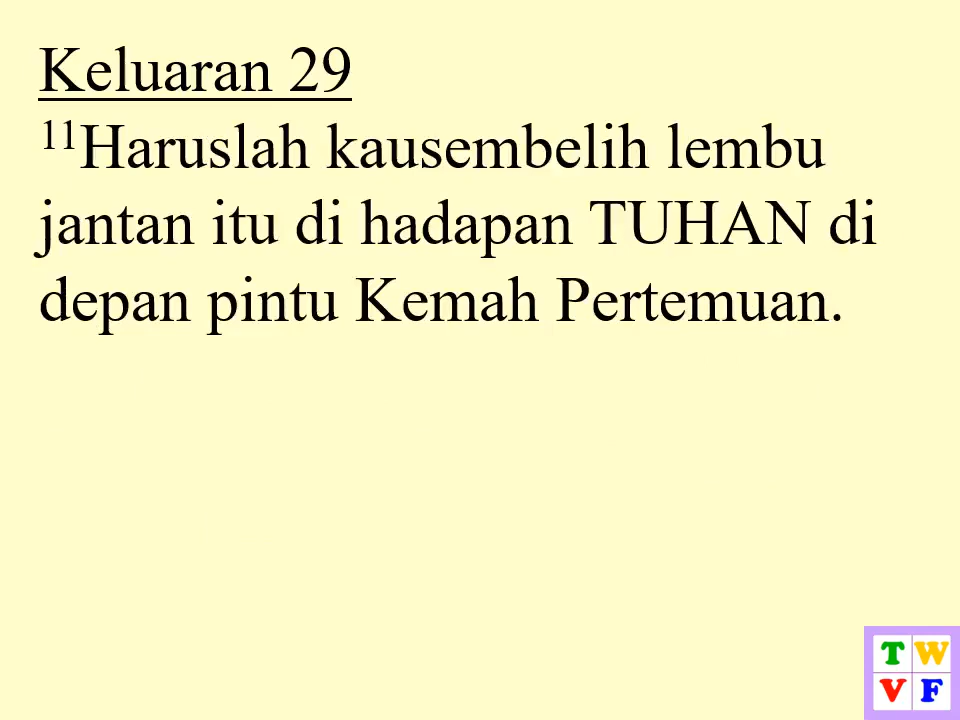 Keluaran 29
11Haruslah kausembelih lembu
jantan itu di hadapan TUHAN di
depan pintu Kemah Pertemuan.
T W
V F